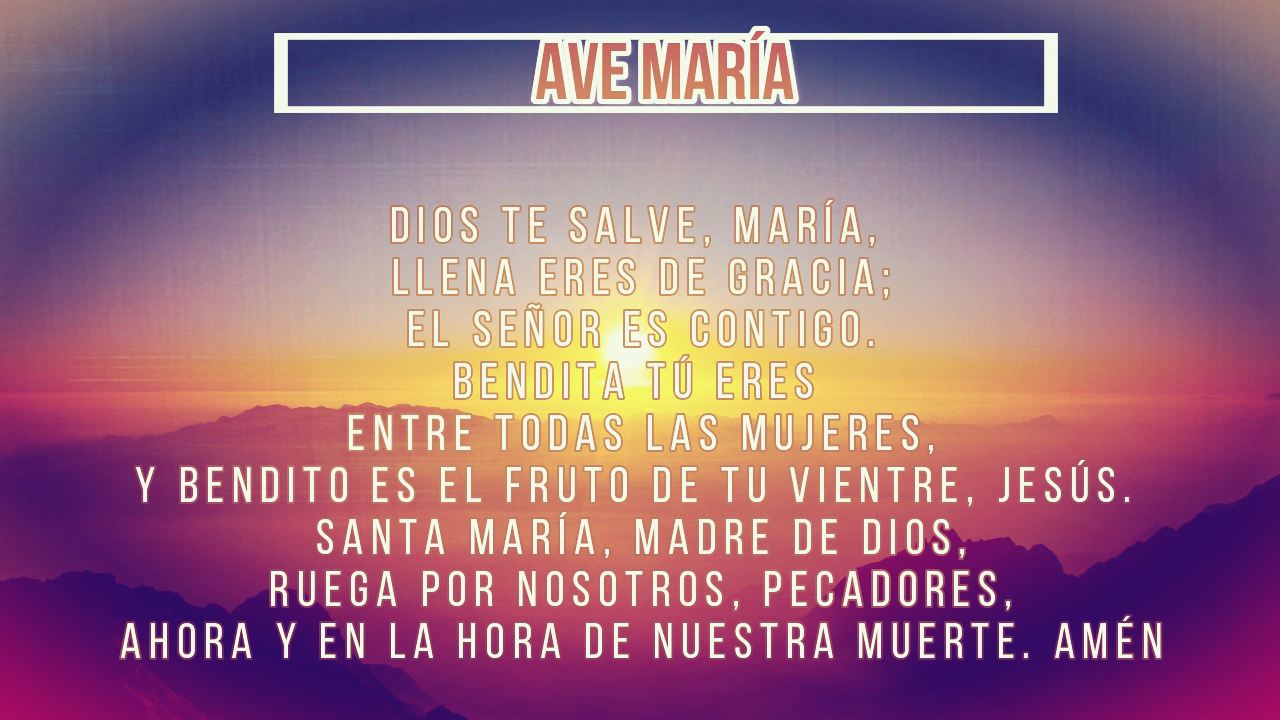 AVE MARÍA
DIOS TE SALVE, MARÍA,
LLENA ERES DE GRACIA;
EL SEÑOR ES CONTIGO.
BENDITA TÚ ERES
ENTRE TODAS LAS MUJERES,
Y BENDITO ES EL FRUTO DE TU VIENTRE, JESÚS.
SANTA MARÍA, MADRE DE DIOS,
RUEGA POR NOSOTROS, PECADORES,
AHORA Y EN LA HORA DE NUESTRA MUERTE. AMÉN